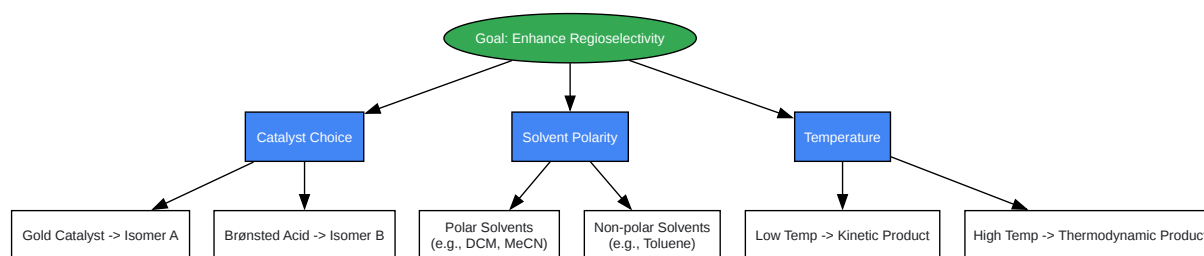 Goal: Enhance Regioselectivity
Catalyst Choice
Solvent Polarity
Temperature
Gold Catalyst -> Isomer A
Brønsted Acid -> Isomer B
Polar Solvents
(e.g., DCM, MeCN)
Non-polar Solvents
(e.g., Toluene)
Low Temp -> Kinetic Product
High Temp -> Thermodynamic Product